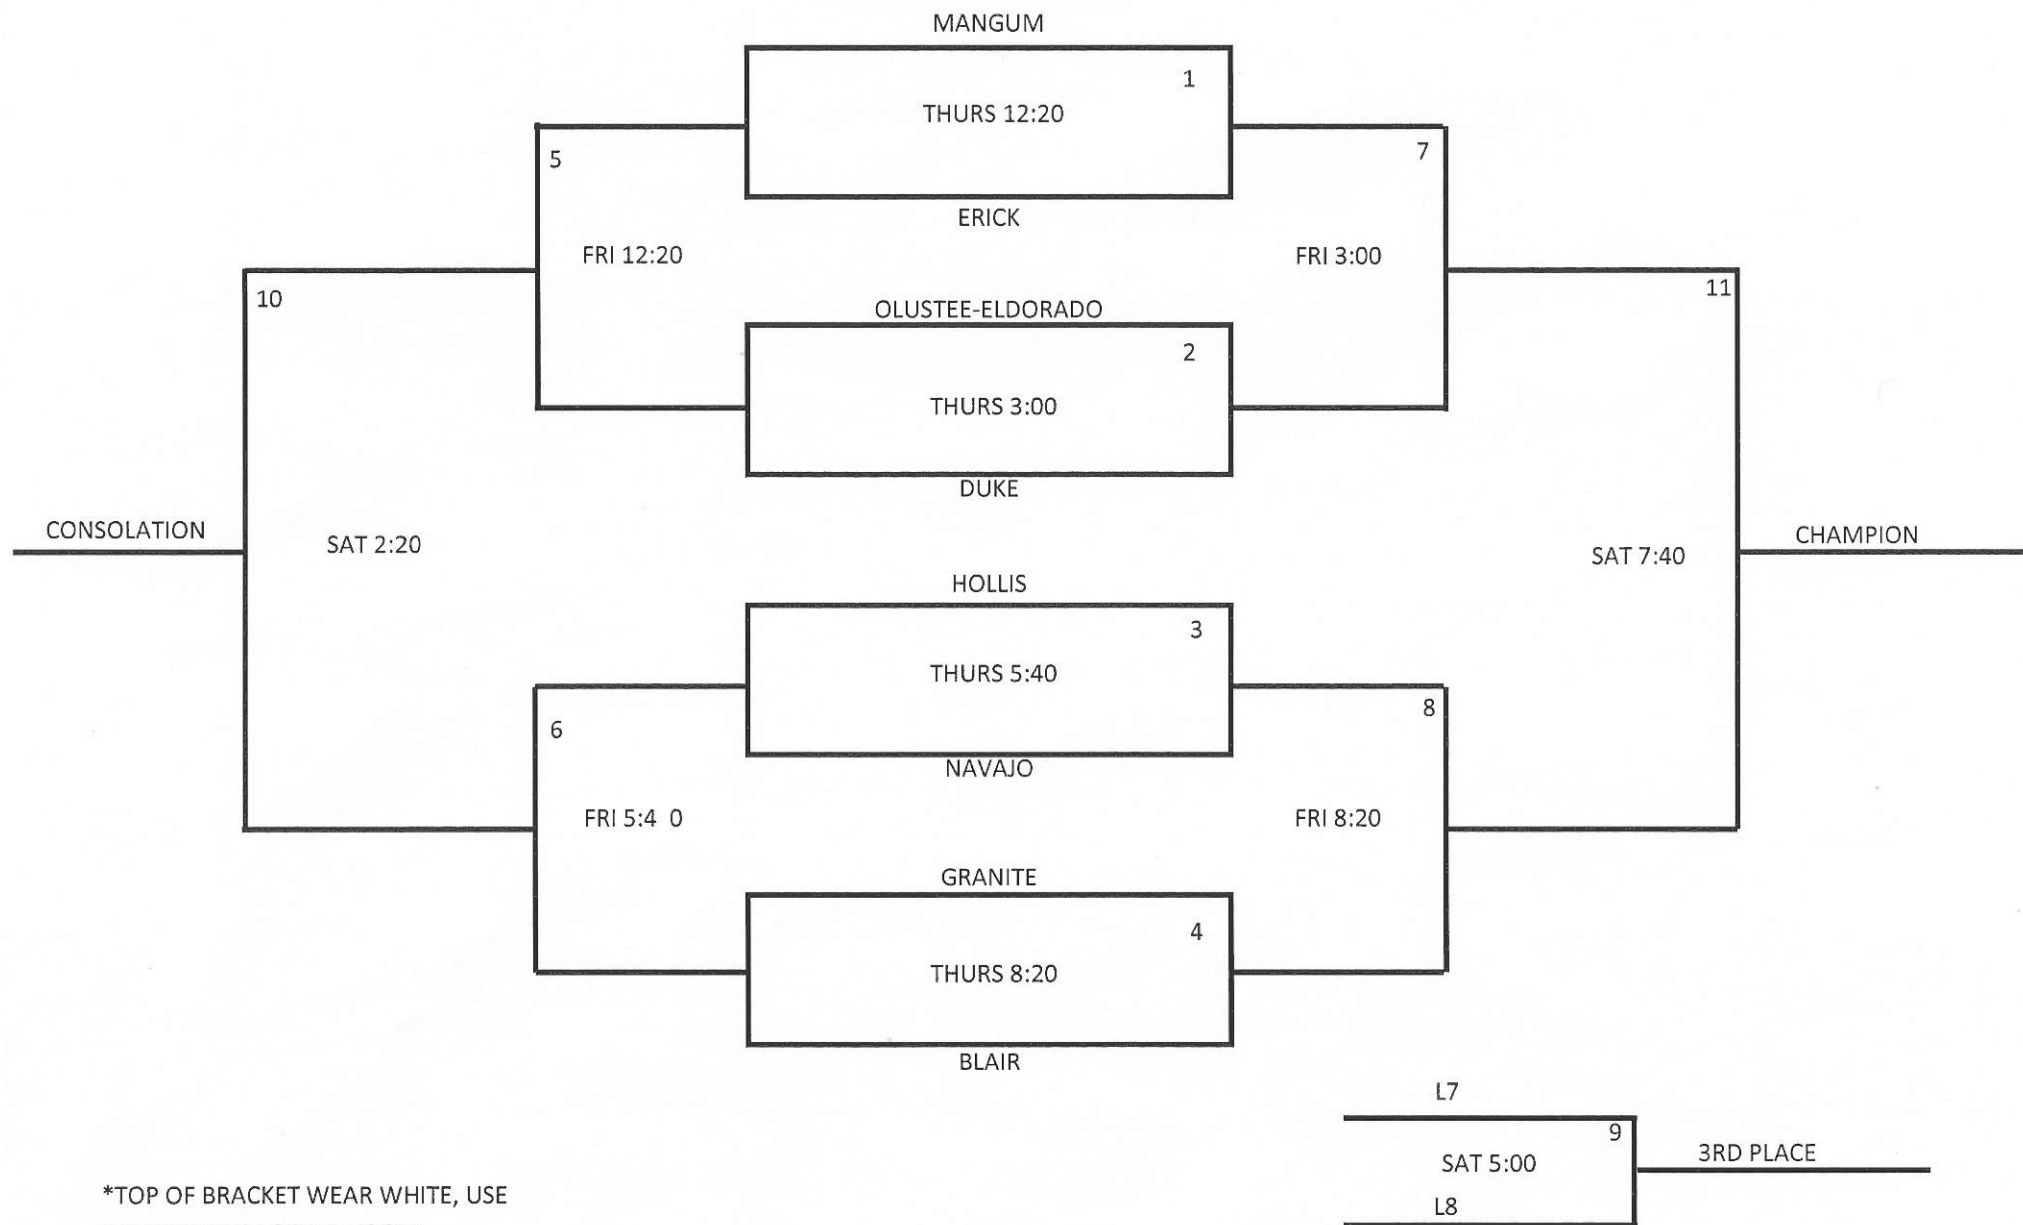 MANGUM
1
THURS 12:20
5
7
ERICK
FRI 12:20
FRI 3:00
10
11
OLUSTEE-ELDORADO
2
THURS 3:00
DUKE
CONSOLATION
SAT 2:20
SAT 7:40
CHAMPION
HOLLIS
3
THURS 5:40
6
8
NAVAJO
FRI 5:4 0
FRI 8:20
GRANITE
4
THURS 8:20
BLAIR
L7
9
SAT 5:00
3RD PLACE
*TOP OF BRACKET WEAR WHITE, USE
L8